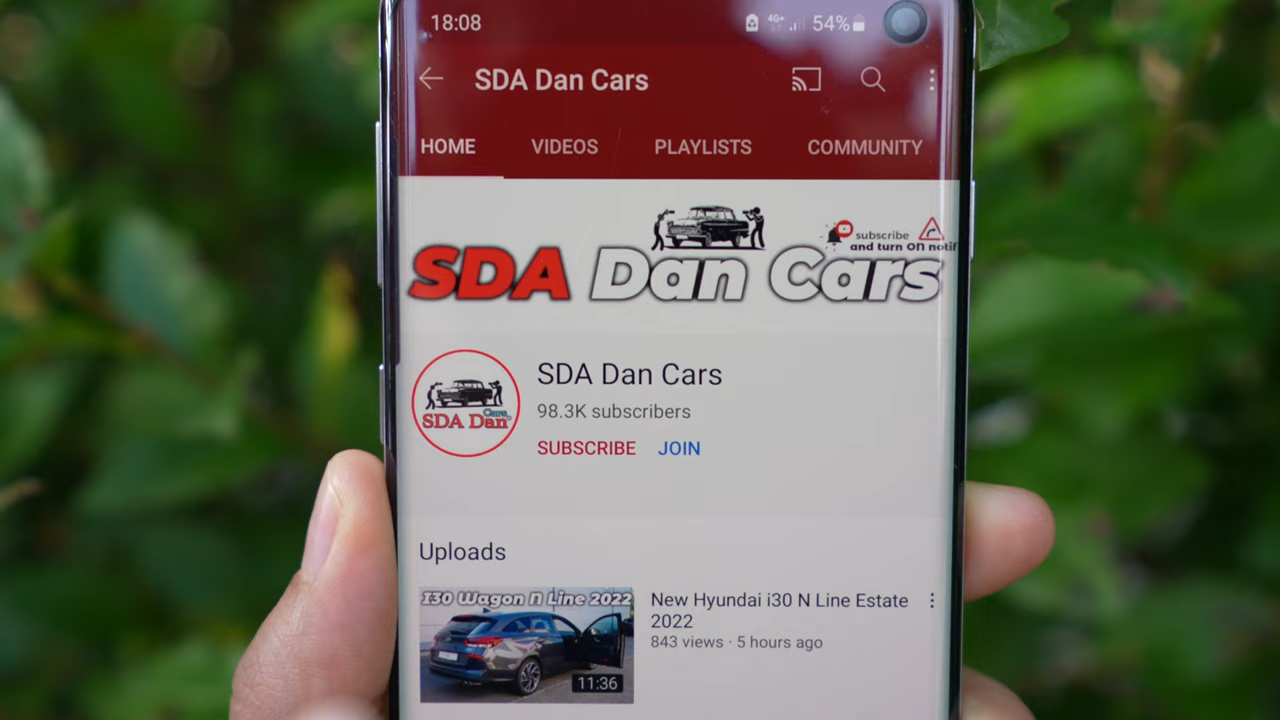 18:08
4G+ 54%
SDA Dan Cars
HOME VIDEOS PLAYLISTS COMMUNITY
subscribe
and turn on notif
SDA Dan Cars
SDA Dan Cars
98.3K subscribers
SUBSCRIBE JOIN
Cars
SDA Dan
Uploads
I30 Wagon N Line 2022
11:36
New Hyundai i30 N Line Estate
2022
843 views · 5 hours ago